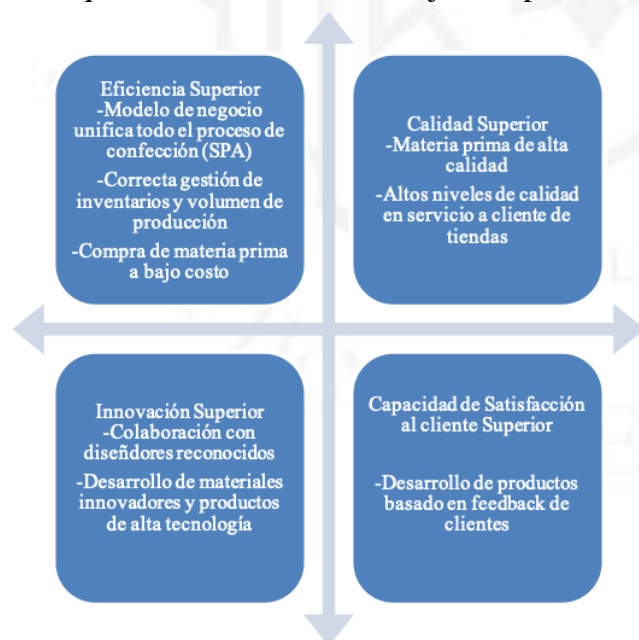 Eficiencia Superior
-Modelo de negocio
unifica todo el proceso de
confección (SPA)
-Correcta gestión de
inventarios y volumen de
producción
-Compra de materia prima
a bajo costo
Calidad Superior
-Materia prima de alta
calidad
-Altos niveles de calidad
en servicio a cliente de
tiendas
Innovación Superior
-Colaboración con
diseñdores reconocidos
-Desarrollo de materiales
innovadores y productos
de alta tecnología
Capacidad de Satisfacción
al cliente Superior
-Desarrollo de productos
basado en feedback de
clientes